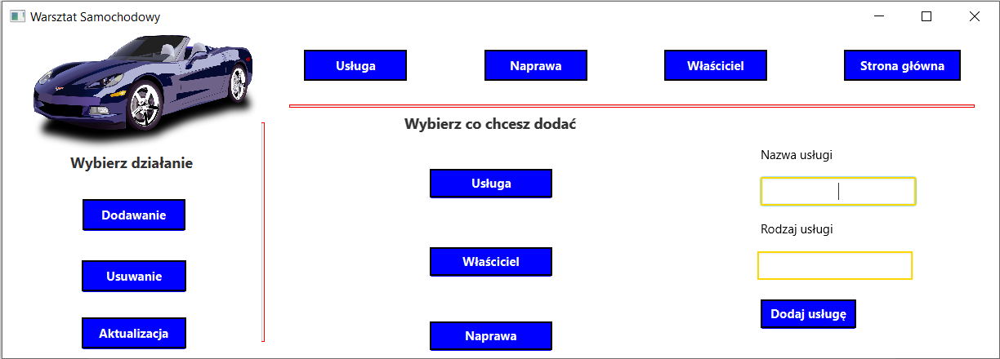 Warsztat Samochodowy
Usługa
Naprawa
Właściciel
Strona główna
Wybierz działanie
Dodawanie
Usuwanie
Aktualizacja
Wybierz co chcesz dodać
Usługa
Właściciel
Naprawa
Nazwa usługi
Rodzaj usługi
Dodaj usługę